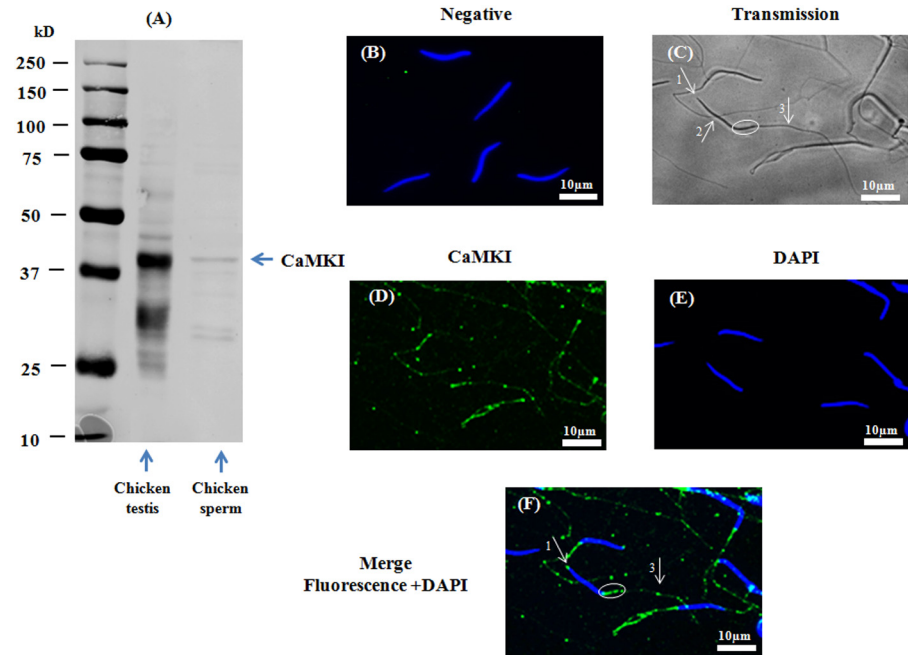 (A)
kD
250
150
100
75
50
37
25
10
CaMKI
Chicken
testis
Chicken
sperm
Negative
(B)
10µm
Transmission
(C)
1
2
3
10µm
CaMKI
(D)
10µm
DAPI
(E)
10µm
Merge
Fluorescence +DAPI
(F)
1
3
10µm